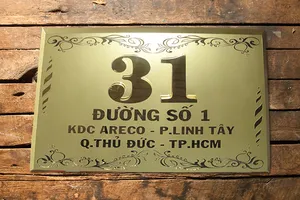 31
ĐƯỜNG SỐ 1
KDC ARECO - P.LINH TÂY
Q.THỦ ĐỨC - TP.HCM